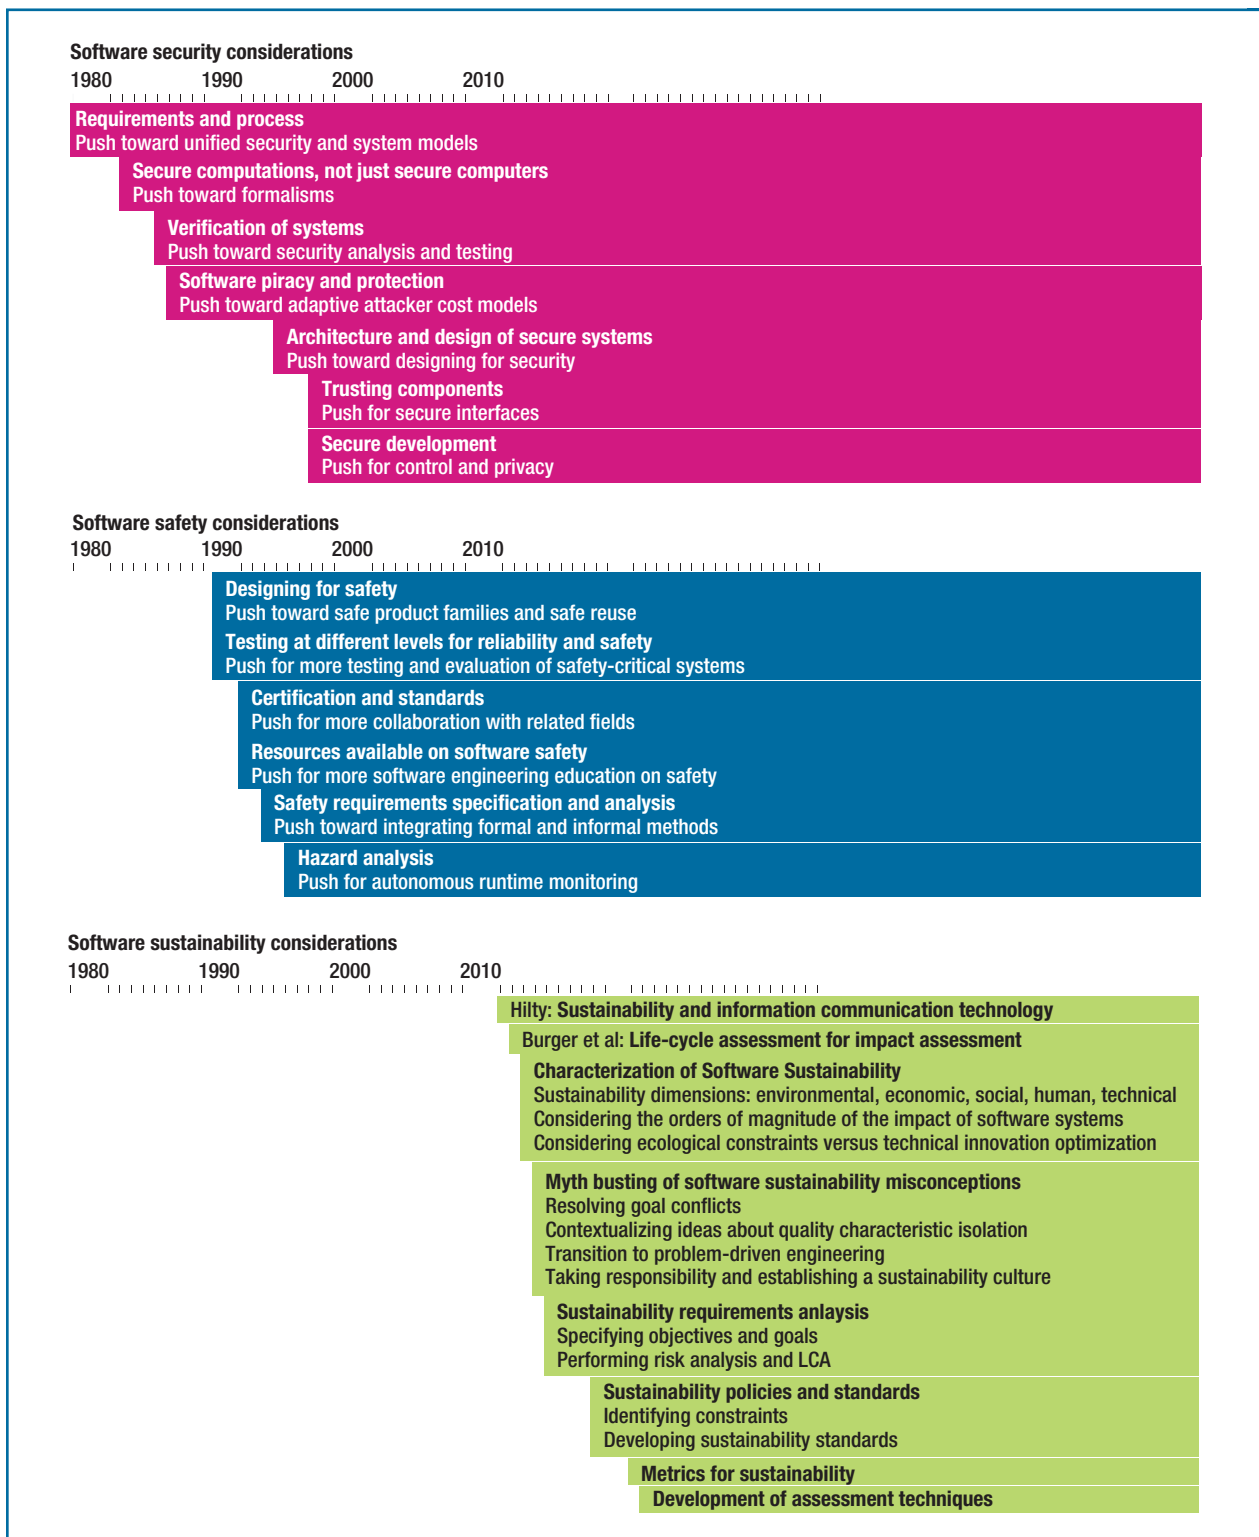 Software security considerations
1980 1990 2000 2010
Requirements and process
Push toward unified security and system models
Secure computations, not just secure computers
Push toward formalisms
Verification of systems
Push toward security analysis and testing
Software piracy and protection
Push toward adaptive attacker cost models
Architecture and design of secure systems
Push toward designing for security
Trusting components
Push for secure interfaces
Secure development
Push for control and privacy
Software safety considerations
1980 1990 2000 2010
Designing for safety
Push toward safe product families and safe reuse
Testing at different levels for reliability and safety
Push for more testing and evaluation of safety-critical systems
Certification and standards
Push for more collaboration with related fields
Resources available on software safety
Push for more software engineering education on safety
Safety requirements specification and analysis
Push toward integrating formal and informal methods
Hazard analysis
Push for autonomous runtime monitoring
Software sustainability considerations
1980 1990 2000 2010
Hilty: Sustainability and information communication technology
Burger et al: Life-cycle assessment for impact assessment
Characterization of Software Sustainability
Sustainability dimensions: environmental, economic, social, human, technical
Considering the orders of magnitude of the impact of software systems
Considering ecological constraints versus technical innovation optimization
Myth busting of software sustainability misconceptions
Resolving goal conflicts
Contextualizing ideas about quality characteristic isolation
Transition to problem-driven engineering
Taking responsibility and establishing a sustainability culture
Sustainability requirements anlaysis
Specifying objectives and goals
Performing risk analysis and LCA
Sustainability policies and standards
Identifying constraints
Developing sustainability standards
Metrics for sustainability
Development of assessment techniques